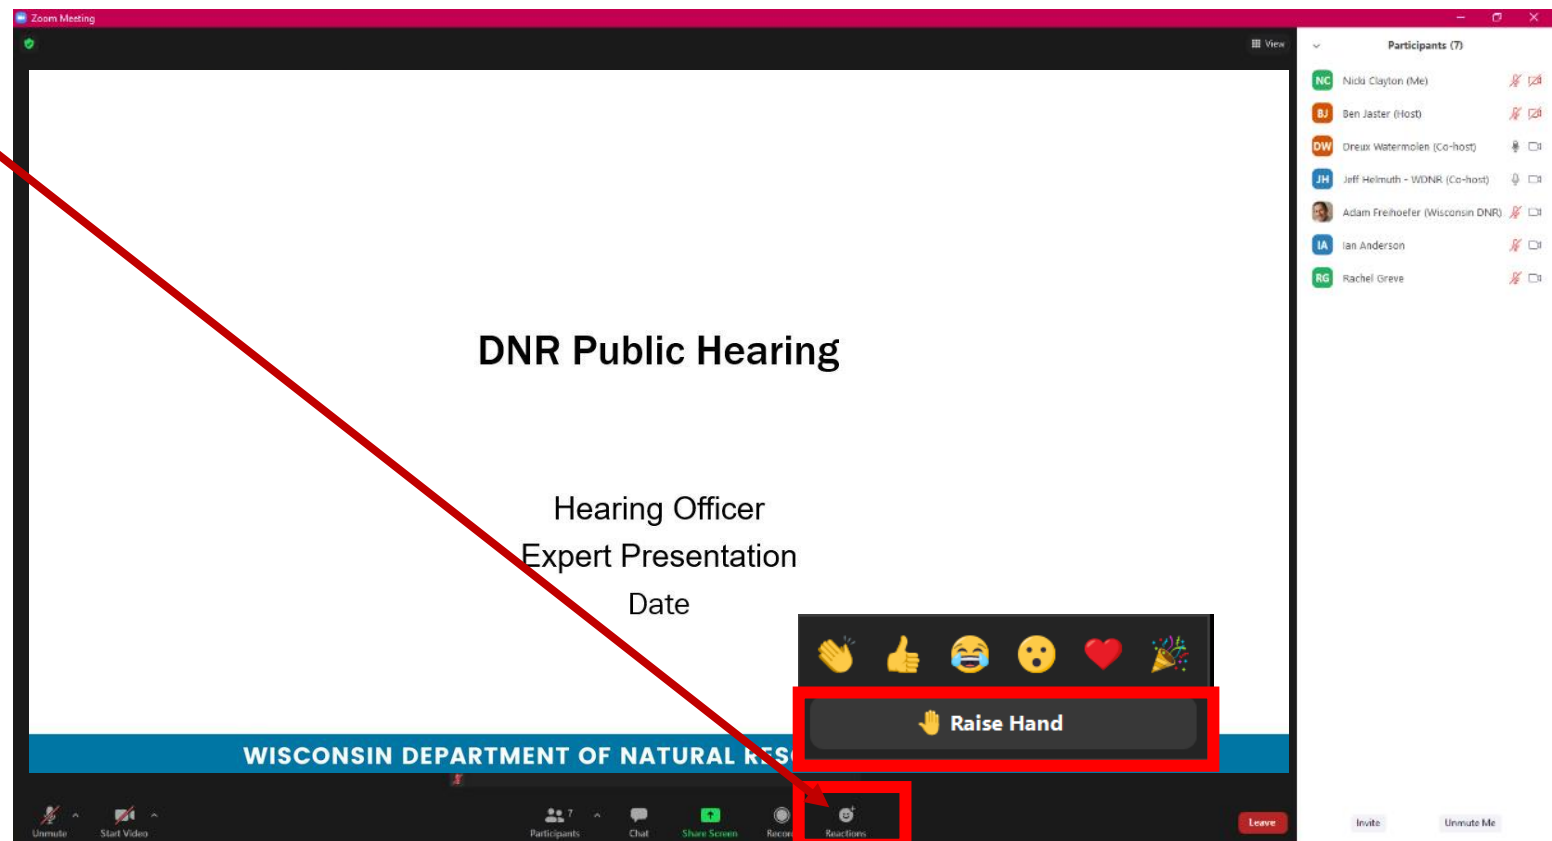 Zoom Meeting
View
DNR Public Hearing
Hearing Officer
Expert Presentation
Date
Raise Hand
WISCONSIN DEPARTMENT OF NATURAL
Unmute
Start Video
7
Participants
Chat
Share Screen
Record
Reactions
Leave
Participants (7)
NC Nicki Clayton (Me)
BJ Ben Jaster (Host)
DW Dreux Watermolen (Co-host)
JH Jeff Helmuth - WDNR (Co-host)
Adam Freihoefer (Wisconsin DNR)
IA Ian Anderson
RG Rachel Greve
Invite
Unmute Me